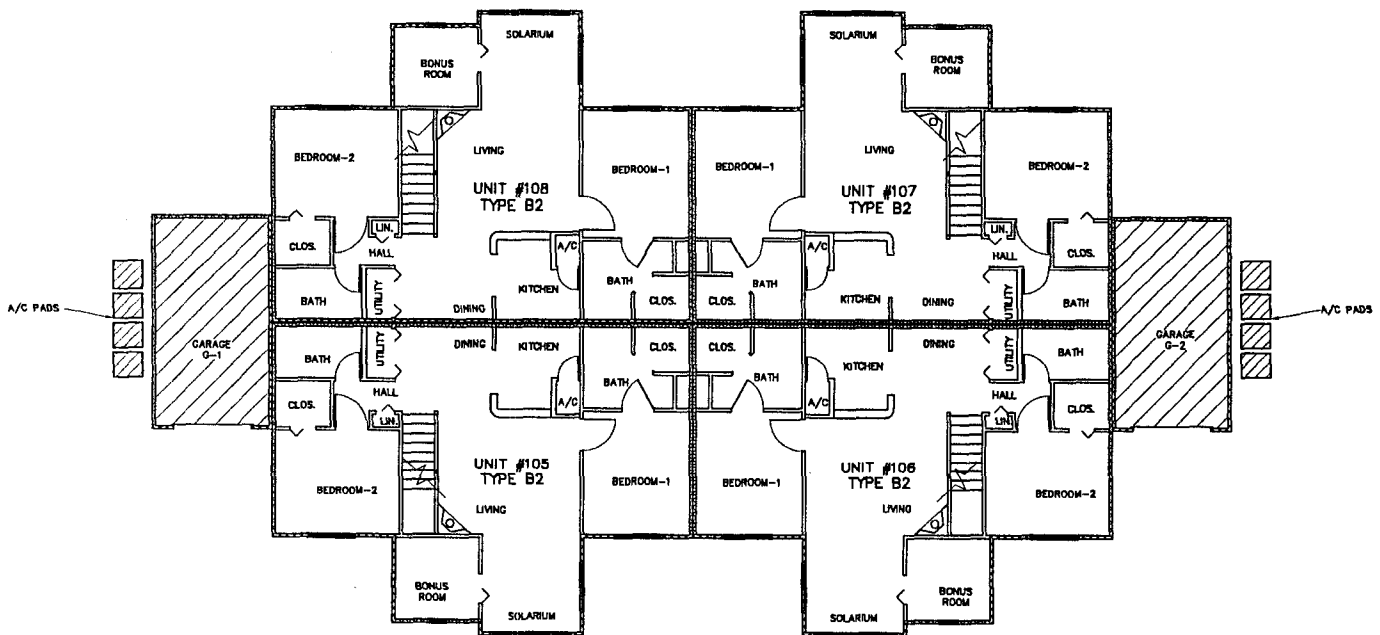 SOLARIUM
SOLARIUM
BONUS
ROOM
BONUS
ROOM
BEDROOM-2
LIVING
BEDROOM-1
BEDROOM-1
LIVING
BEDROOM-2
UNIT #108
TYPE B2
UNIT #107
TYPE B2
LIN.
LIN.
CLOS.
HALL
A/C
A/C
HALL
CLOS.
BATH
UTILITY
DINING
KITCHEN
BATH
CLOS.
CLOS.
BATH
KITCHEN
DINING
UTILITY
BATH
A/C PADS
GARAGE
G-1
GARAGE
G-2
A/C PADS
BATH
UTILITY
DINING
KITCHEN
BATH
CLOS.
CLOS.
BATH
KITCHEN
DINING
UTILITY
BATH
CLOS.
HALL
LIN.
A/C
A/C
HALL
LIN.
CLOS.
UNIT #105
TYPE B2
UNIT #106
TYPE B2
BEDROOM-2
LIVING
BEDROOM-1
BEDROOM-1
LIVING
BEDROOM-2
BONUS
ROOM
BONUS
ROOM
SOLARIUM
SOLARIUM